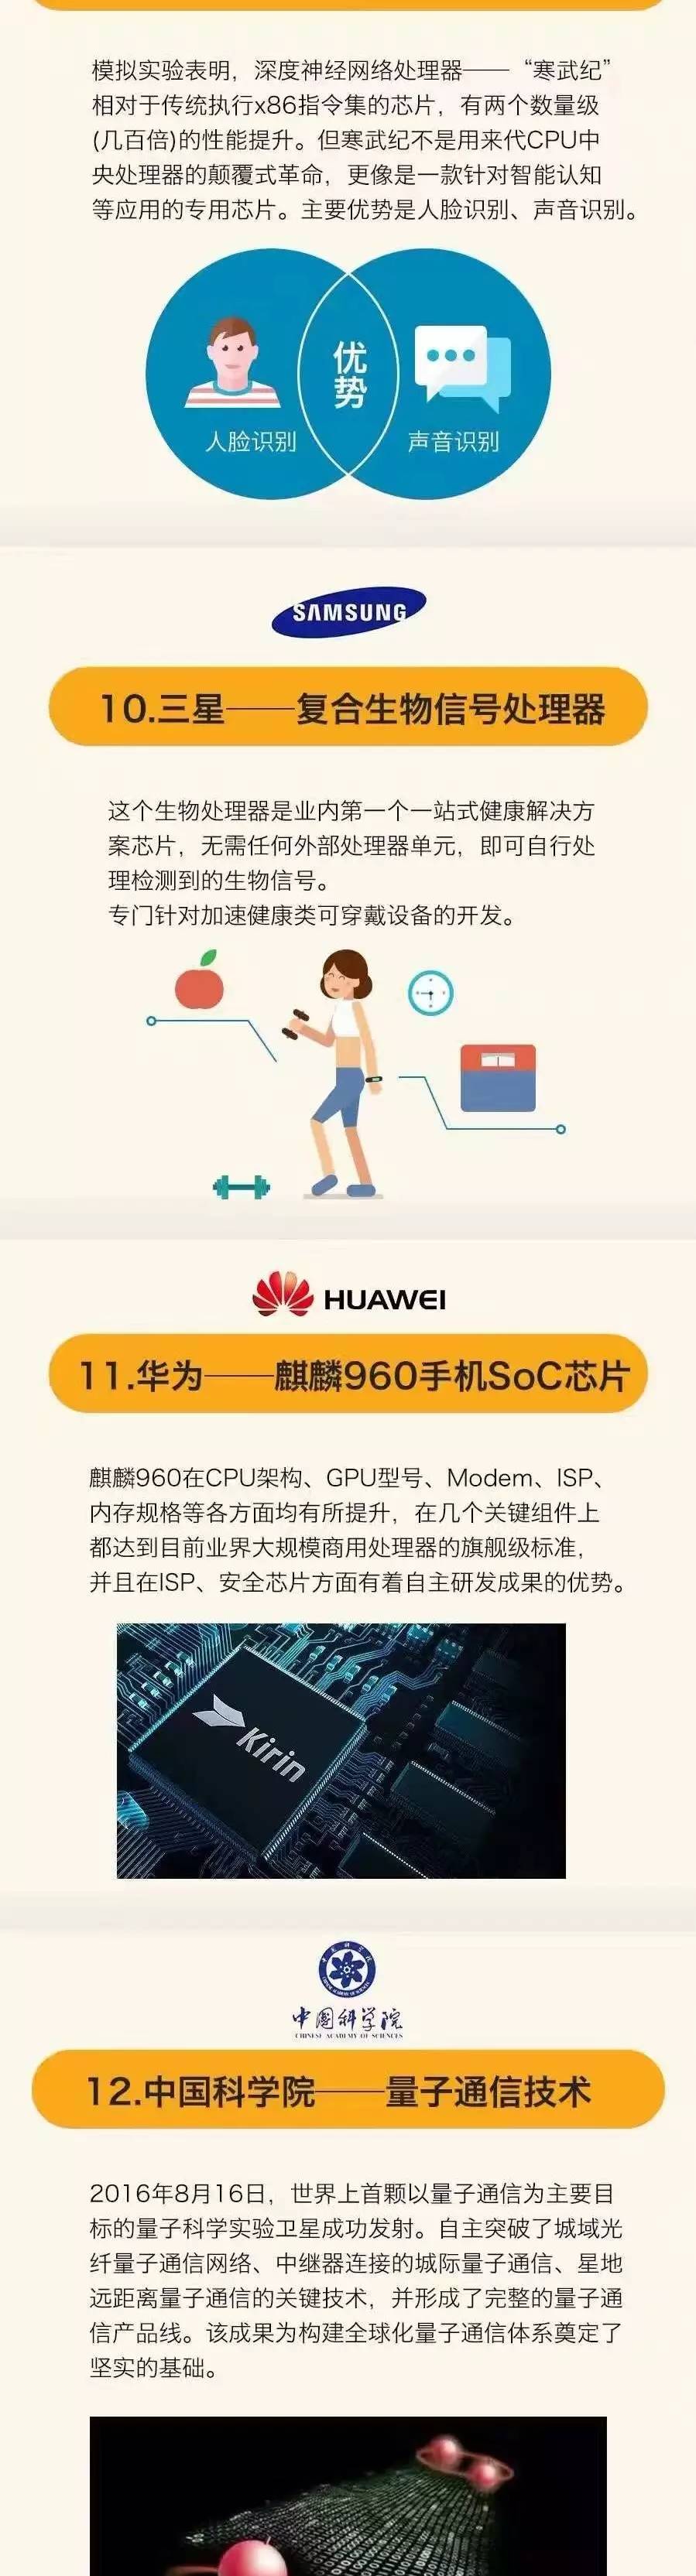 模拟实验表明，深度神经网络处理器——“寒武纪”
相对于传统执行x86指令集的芯片，有两个数量级
(几百倍)的性能提升。但寒武纪不是用来代CPU中
央处理器的颠覆式革命，更像是一款针对智能认知
等应用的专用芯片。主要优势是人脸识别、声音识别。
优势
人脸识别
声音识别
SAMSUNG
10.三星——复合生物信号处理器
这个生物处理器是业内第一个一站式健康解决方
案芯片，无需任何外部处理器单元，即可自行处
理检测到的生物信号。
专门针对加速健康类可穿戴设备的开发。
HUAWEI
11.华为——麒麟960手机SoC芯片
麒麟960在CPU架构、GPU型号、Modem、ISP、
内存规格等各方面均有所提升，在几个关键组件上
都达到目前业界大规模商用处理器的旗舰级标准，
并且在ISP、安全芯片方面有着自主研发成果的优势。
Kirin
中国科学院
CHINESE ACADEMY OF SCIENCES
12.中国科学院——量子通信技术
2016年8月16日，世界上首颗以量子通信为主要目
标的量子科学实验卫星成功发射。自主突破了城域光
纤量子通信网络、中继器连接的城际量子通信、星地
远距离量子通信的关键技术，并形成了完整的量子通
信产品线。该成果为构建全球化量子通信体系奠定了
坚实的基础。